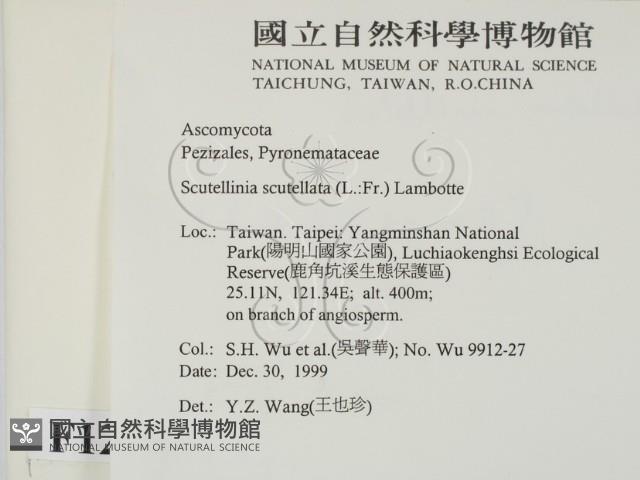 國立自然科學博物館
NATIONAL MUSEUM OF NATURAL SCIENCE
TAICHUNG, TAIWAN, R.O.CHINA
Ascomycota
Pezizales, Pyronemataceae
Scutellinia scutellata (L.:Fr.) Lambotte
Loc.: Taiwan. Taipei: Yangminshan National
Park(陽明山國家公園), Luchiaokenghsi Ecological
Reserve(鹿角坑溪生態保護區)
25.11N, 121.34E; alt. 400m;
on branch of angiosperm.
Col.: S.H. Wu et al.(吳聲華); No. Wu 9912-27
Date: Dec. 30, 1999
Det.: Y.Z. Wang(王也珍)
國立自然科學博物館
NATIONAL MUSEUM OF NATURAL SCIENCE